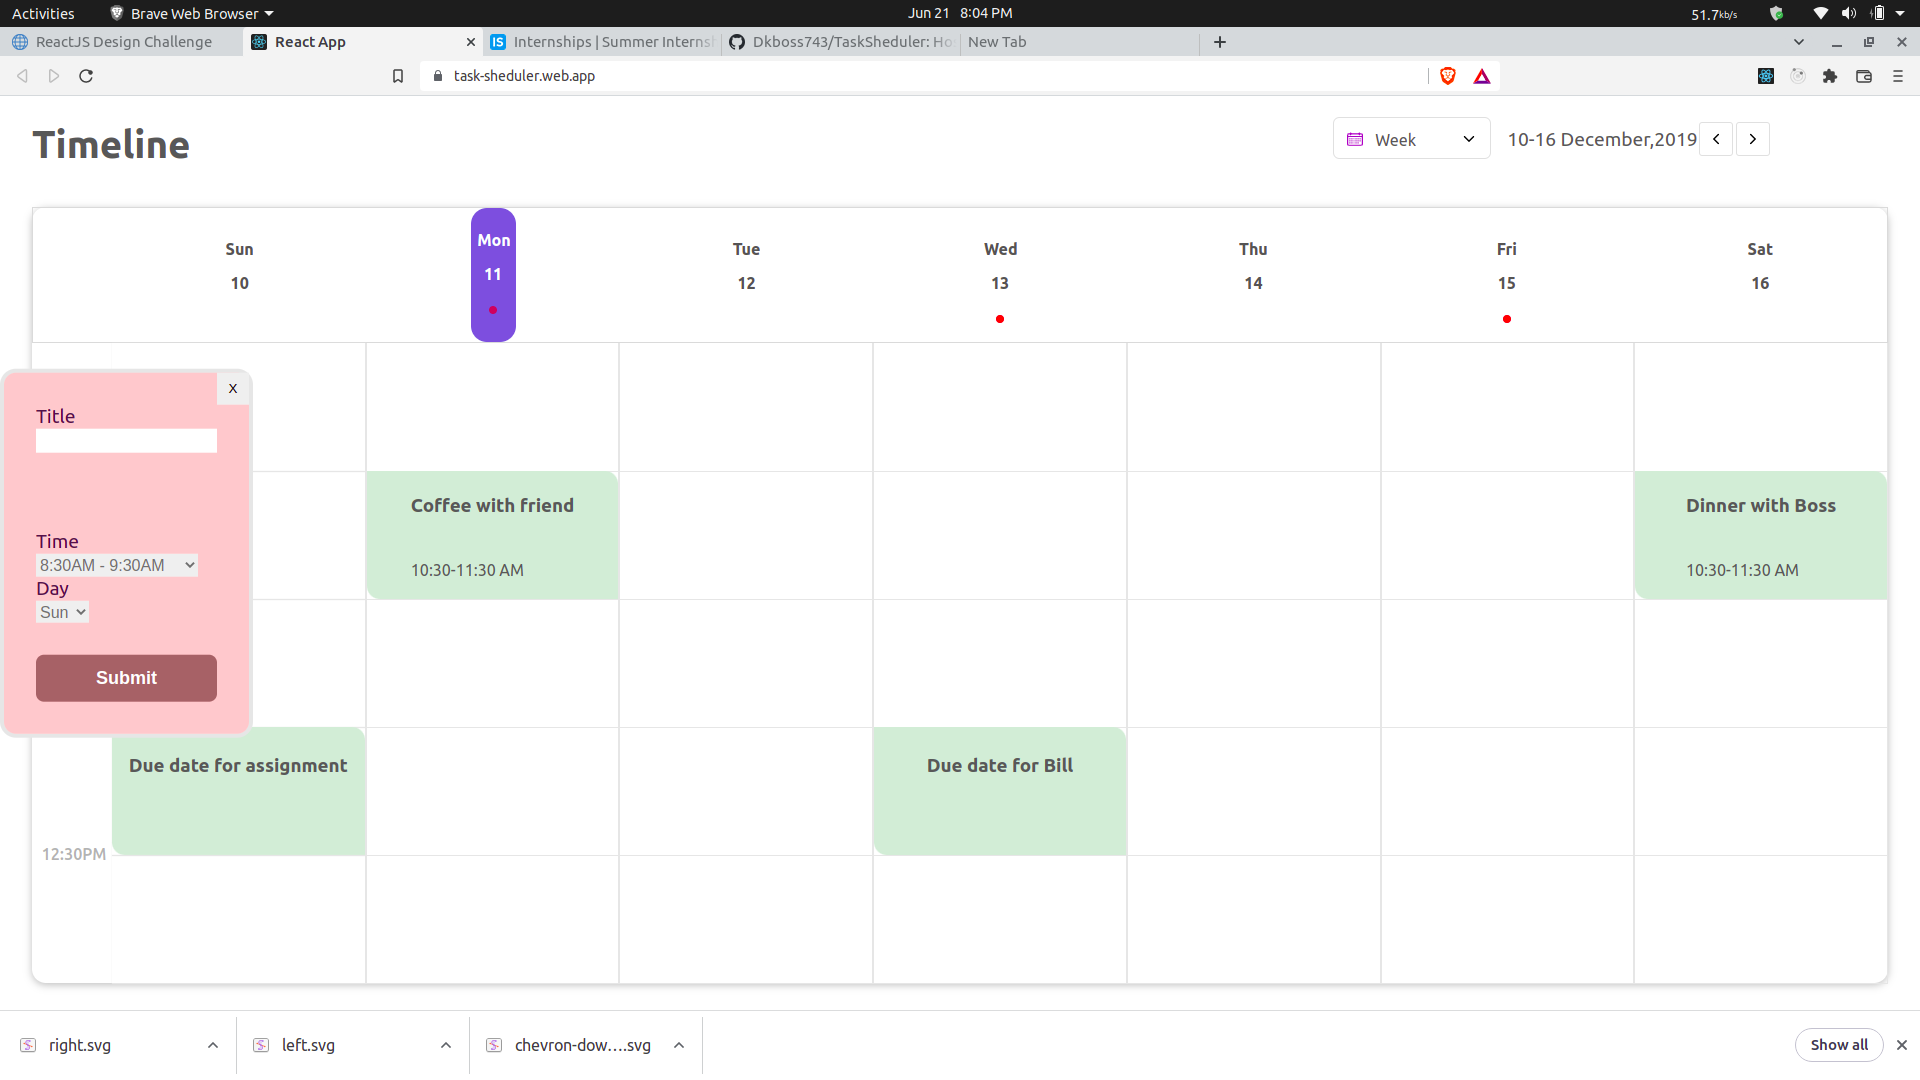 Activities
Brave Web Browser
Jun 21 8:04 PM
51.7kb/s
ReactJS Design Challenge
React App
IS Internships | Summer Interns
Dkboss743/TaskSheduler: Ho
New Tab
task-sheduler.web.app
Timeline
Week
10-16 December,2019
Sun
10
Mon
11
Tue
12
Wed
13
Thu
14
Fri
15
Sat
16
X
Title
Time
8:30AM - 9:30AM
Day
Sun
Submit
Coffee with friend
10:30-11:30 AM
Dinner with Boss
10:30-11:30 AM
Due date for assignment
Due date for Bill
12:30PM
right.svg
left.svg
chevron-dow....svg
Show all